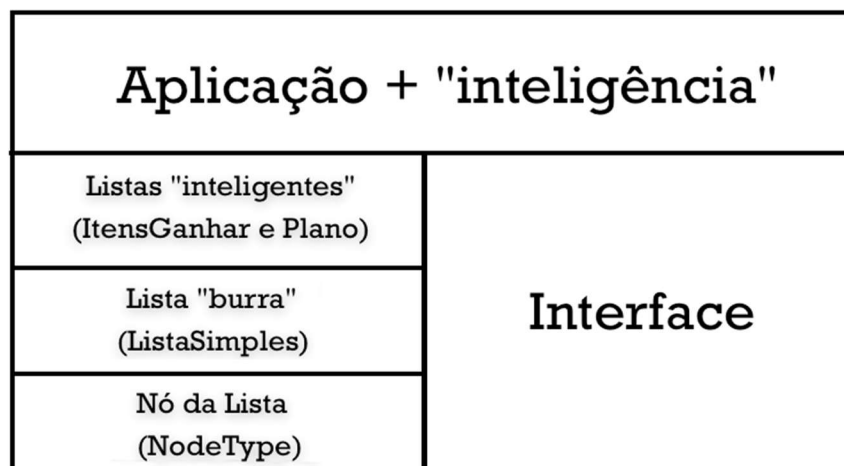 Aplicação + "inteligência"
Listas "inteligentes"
(ItensGanhar e Plano)
Lista "burra"
(ListaSimples)
Nó da Lista
(NodeType)
Interface